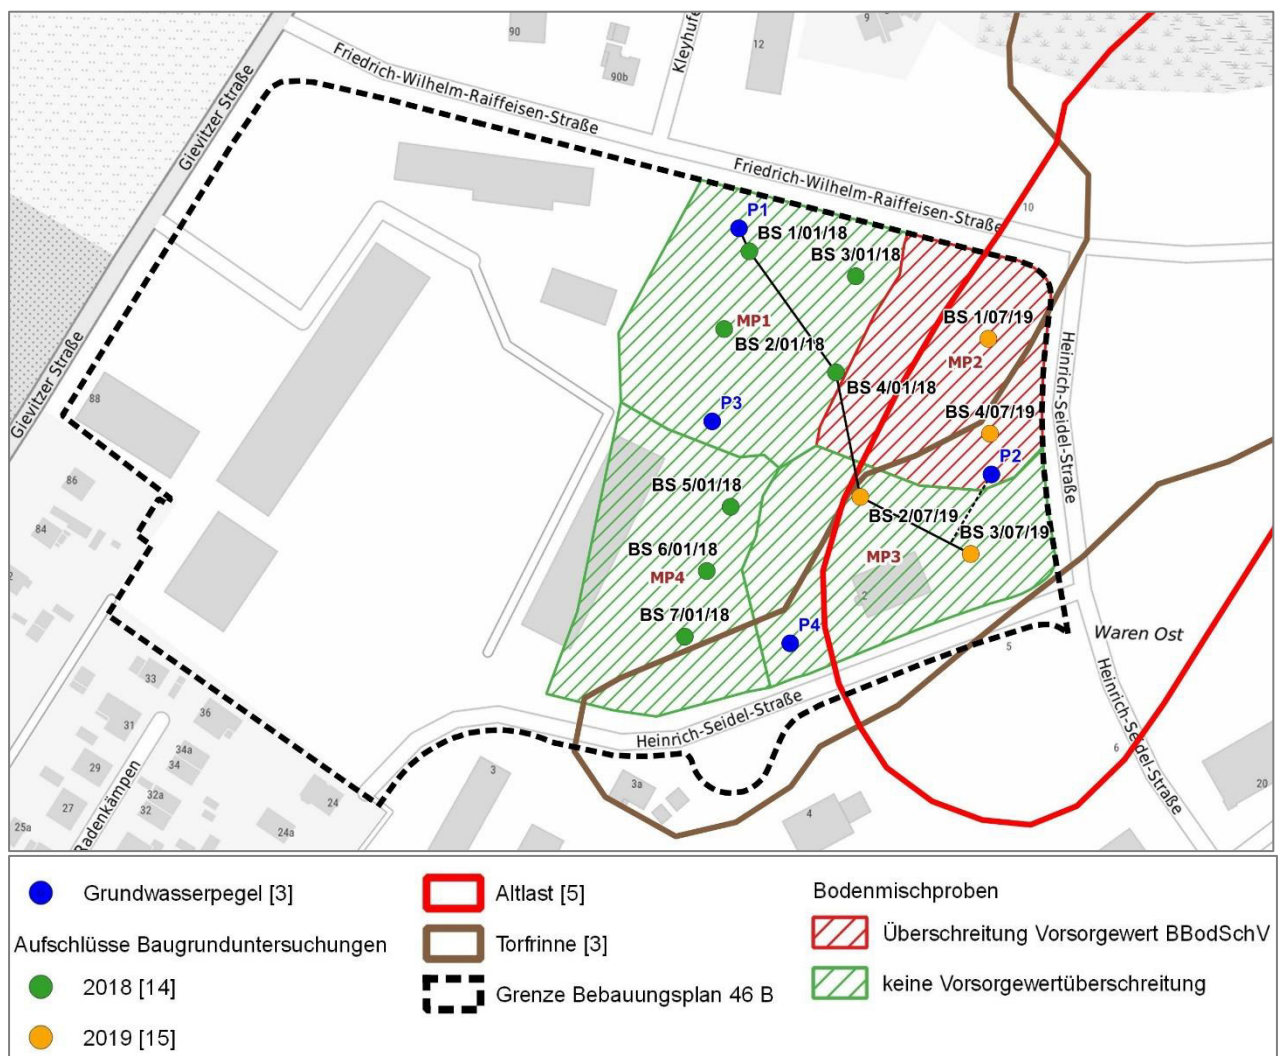 90
90b
12
9
Kleyhufe
Friedrich-Wilhelm-Raiffeisen-Straße
Gievitzer Straße
Friedrich-Wilhelm-Raiffeisen-Straße
10
P1
BS 1/01/18
BS 3/01/18
MP1
BS 2/01/18
BS 1/07/19
MP2
BS 4/01/18
Heinrich-Seidel-Straße
Gievitzer Straße
88
P3
BS 4/07/19
P2
86
84
BS 5/01/18
BS 2/07/19
BS 3/07/19
BS 6/01/18
MP4
MP3
2
BS 7/01/18
P4
5
Waren Ost
33
31
36
34a
34
29
32a
32
27
25a
24
24a
Radenkämpen
Heinrich-Seidel-Straße
Heinrich-Seidel-Straße
3
3a
4
6
20
Grundwasserpegel [3]
Aufschlüsse Baugrunduntersuchungen
2018 [14]
2019 [15]
Altlast [5]
Torfrinne [3]
Grenze Bebauungsplan 46 B
Bodenmischproben
Überschreitung Vorsorgewert BBodSchV
keine Vorsorgewertüberschreitung